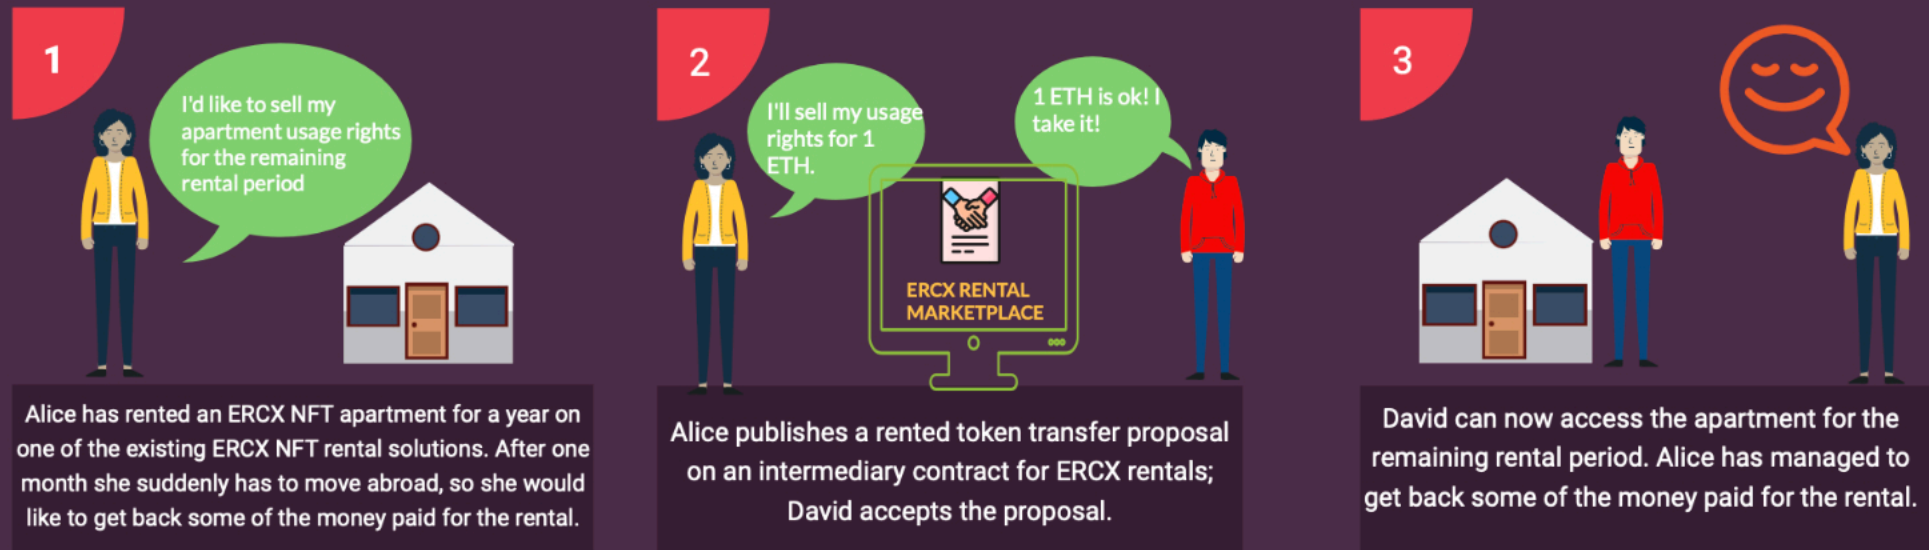 1
I'd like to sell my
apartment usage rights
for the remaining
rental period
Alice has rented an ERCX NFT apartment for a year on
one of the existing ERCX NFT rental solutions. After one
month she suddenly has to move abroad, so she would
like to get back some of the money paid for the rental.
2
I'll sell my usage
rights for 1
ETH.
1 ETH is ok! I
take it!
ERCX RENTAL
MARKETPLACE
Alice publishes a rented token transfer proposal
on an intermediary contract for ERCX rentals;
David accepts the proposal.
3
David can now access the apartment for the
remaining rental period. Alice has managed to
get back some of the money paid for the rental.